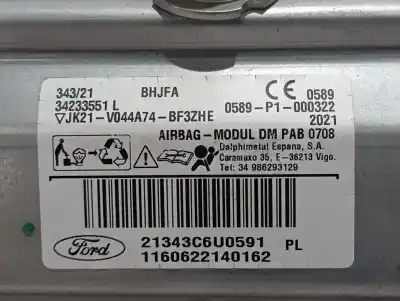 343/21 BHJFA CE 0589
34233551 L 0589-P1-000322
▽JK21-V044A74-BF3ZHE 2021
AIRBAG-MODUL DM PAB 0708
Dalphimetal Espana, S.A.
Caramuxo 35, E-36213 Vigo.
Tel: 34 986293129
Ford 21343C6U0591 PL
1160622140162